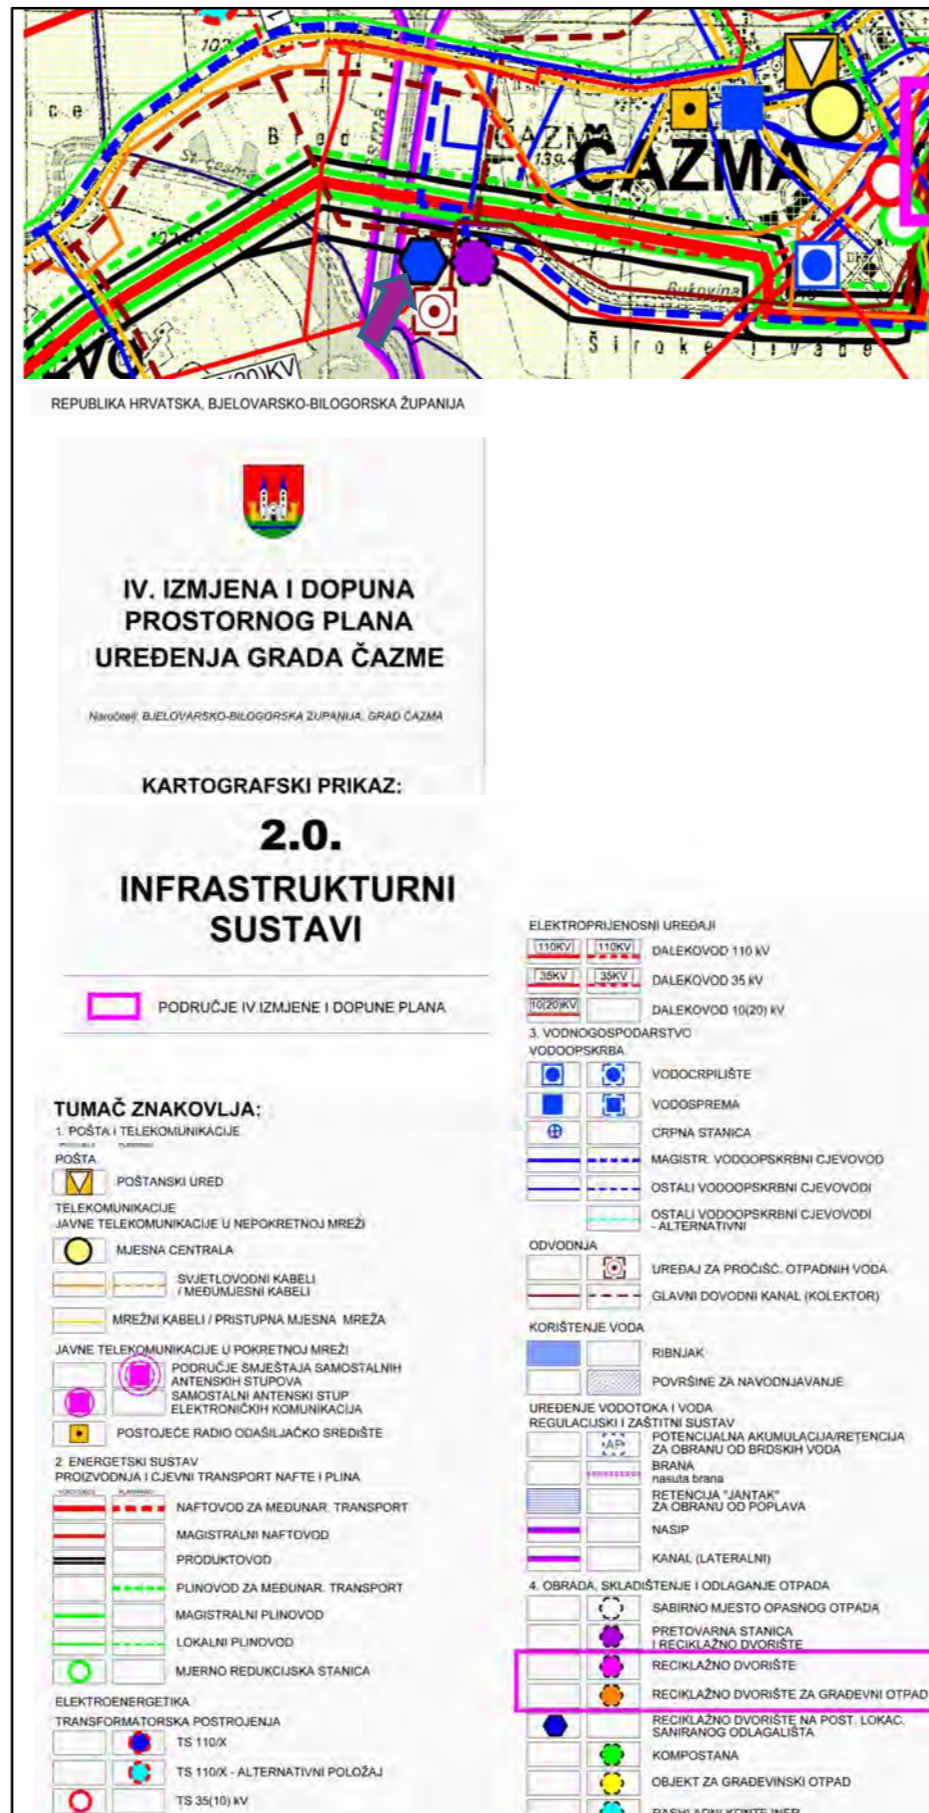 ČAZMA
139.4
ČAZMA
Bukovina
Široke livade
REPUBLIKA HRVATSKA, BJELOVARSKO-BILOGORSKA ŽUPANIJA
IV. IZMJENA I DOPUNA
PROSTORNOG PLANA
UREĐENJA GRADA ČAZME
Naručitelj: BJELOVARSKO-BILOGORSKA ŽUPANIJA, GRAD ČAZMA
KARTOGRAFSKI PRIKAZ:
2.0.
INFRASTRUKTURNI
SUSTAVI
PODRUČJE IV.IZMJENE I DOPUNE PLANA
TUMAČ ZNAKOVLJA:
1. POŠTA I TELEKOMUNIKACIJE
POŠTA
POŠTANSKI URED
TELEKOMUNIKACIJE
JAVNE TELEKOMUNIKACIJE U NEPOKRETNOJ MREŽI
MJESNA CENTRALA
SVJETLOVODNI KABELI
/ MEĐUMJESNI KABELI
MREŽNI KABELI / PRISTUPNA MJESNA MREŽA
JAVNE TELEKOMUNIKACIJE U POKRETNOJ MREŽI
PODRUČJE SMJEŠTAJA SAMOSTALNIH
ANTENSKIH STUPOVA
SAMOSTALNI ANTENSKI STUP
ELEKTRONIČKIH KOMUNIKACIJA
POSTOJEĆE RADIO ODAŠILJAČKO SREDIŠTE
2. ENERGETSKI SUSTAV
PROIZVODNJA I CJEVNI TRANSPORT NAFTE I PLINA
NAFTOVOD ZA MEĐUNAR. TRANSPORT
MAGISTRALNI NAFTOVOD
PRODUKTOVOD
PLINOVOD ZA MEĐUNAR. TRANSPORT
MAGISTRALNI PLINOVOD
LOKALNI PLINOVOD
MJERNO REDUKCIJSKA STANICA
ELEKTROENERGETIKA
TRANSFORMATORSKA POSTROJENJA
TS 110/X
TS 110/X - ALTERNATIVNI POLOŽAJ
TS 35(10) kV
ELEKTROPRIJENOSNI UREĐAJI
110KV 110KV DALEKOVOD 110 kV
35KV 35KV DALEKOVOD 35 kV
10(20)KV DALEKOVOD 10(20) kV
3. VODNOGOSPODARSTVO
VODOOPSKRBA
VODOCRPILIŠTE
VODOSPREMA
CRPNA STANICA
MAGISTR. VODOOPSKRBNI CJEVOVOD
OSTALI VODOOPSKRBNI CJEVOVODI
OSTALI VODOOPSKRBNI CJEVOVODI
- ALTERNATIVNI
ODVODNJA
UREĐAJ ZA PROČIŠĆ. OTPADNIH VODA
GLAVNI DOVODNI KANAL (KOLEKTOR)
KORIŠTENJE VODA
RIBNJAK
POVRŠINE ZA NAVODNJAVANJE
UREĐENJE VODOTOKA I VODA
REGULACIJSKI I ZAŠTITNI SUSTAV
AP POTENCIJALNA AKUMULACIJA/RETENCIJA
ZA OBRANU OD BRDSKIH VODA
BRANA
nasuta brana
RETENCIJA "JANTAK"
ZA OBRANU OD POPLAVA
NASIP
KANAL (LATERALNI)
4. OBRADA, SKLADIŠTENJE I ODLAGANJE OTPADA
SABIRNO MJESTO OPASNOG OTPADA
PRETOVARNA STANICA
I RECIKLAŽNO DVORIŠTE
RECIKLAŽNO DVORIŠTE
RECIKLAŽNO DVORIŠTE ZA GRAĐEVNI OTPAD
RECIKLAŽNO DVORIŠTE NA POST. LOKAC.
SANIRANOG ODLAGALIŠTA
KOMPOSTANA
OBJEKT ZA GRAĐEVINSKI OTPAD